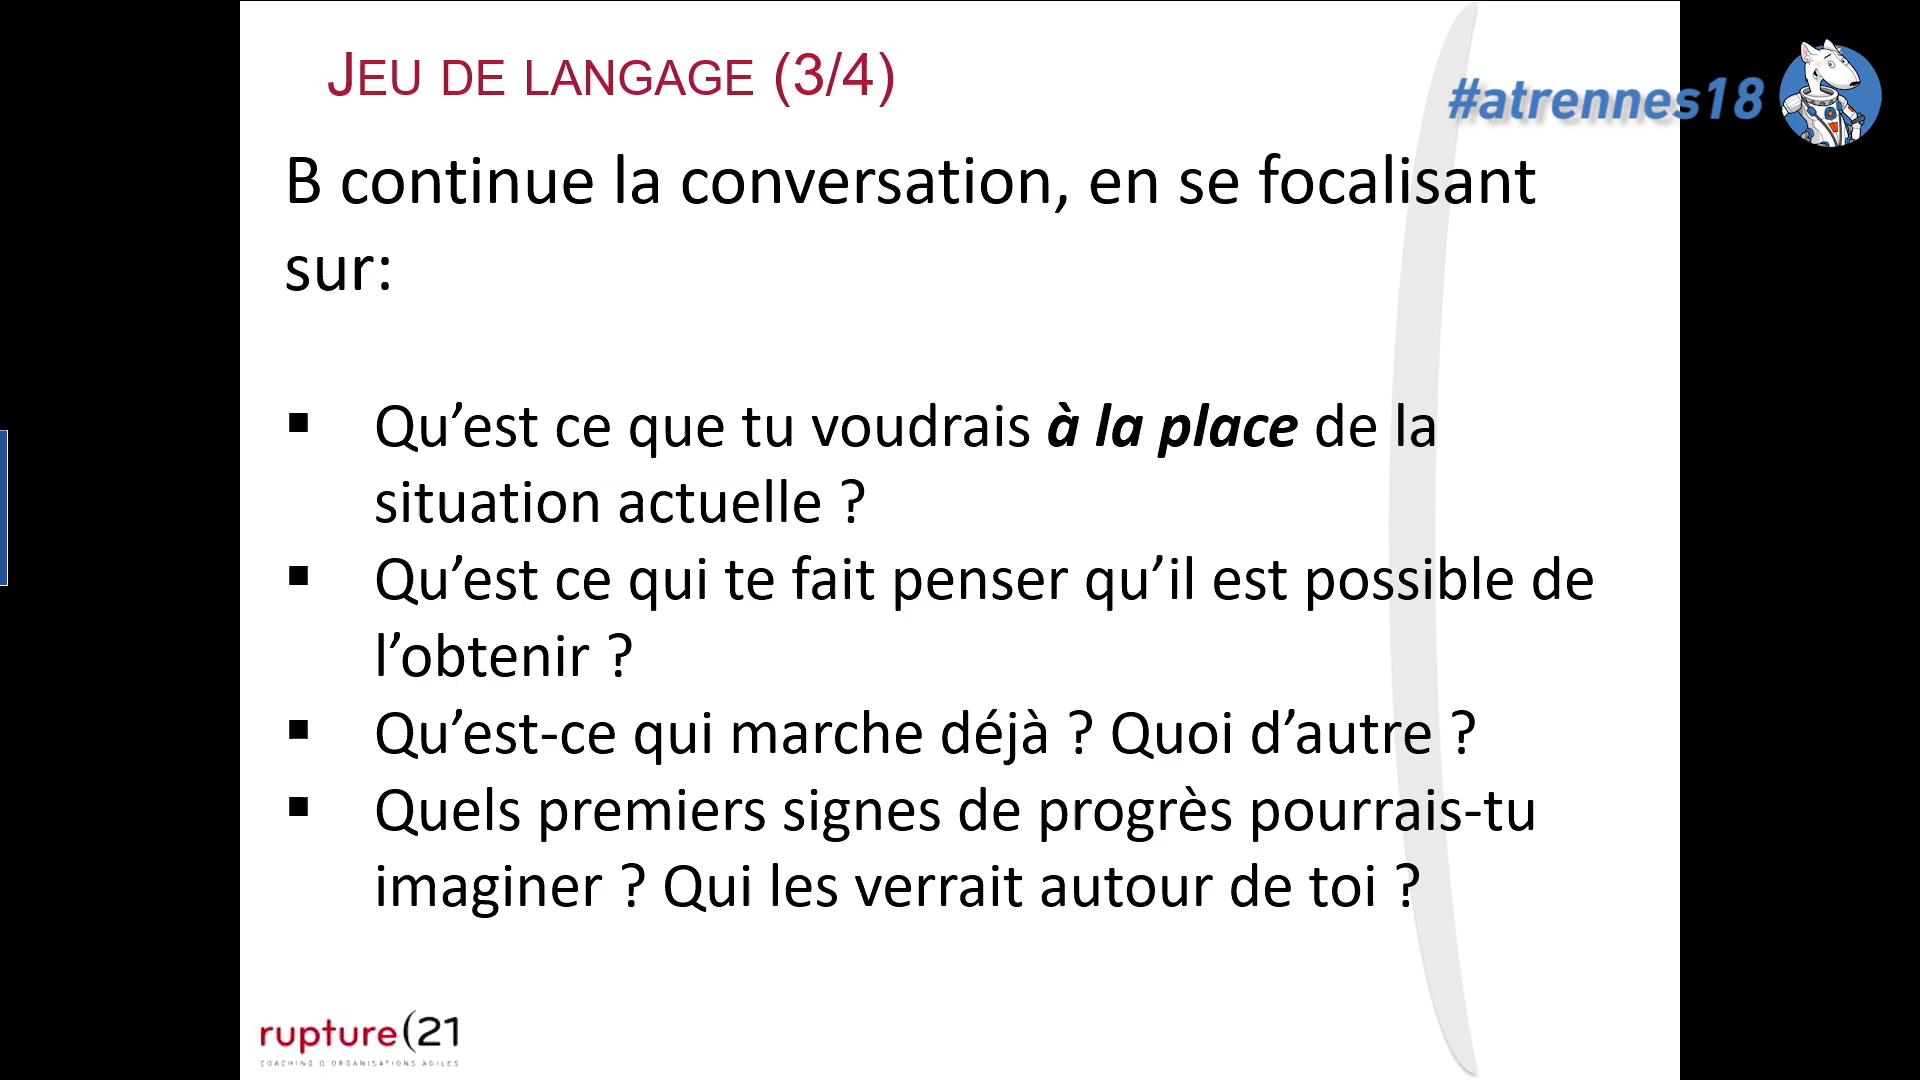 JEU DE LANGAGE (3/4)
#atrennes18
B continue la conversation, en se focalisant
sur:
▪ Qu’est ce que tu voudrais à la place de la
situation actuelle ?
▪ Qu’est ce qui te fait penser qu’il est possible de
l’obtenir ?
▪ Qu’est-ce qui marche déjà ? Quoi d’autre ?
▪ Quels premiers signes de progrès pourrais-tu
imaginer ? Qui les verrait autour de toi ?
rupture(21
COACHING D'ORGANISATIONS AGILES